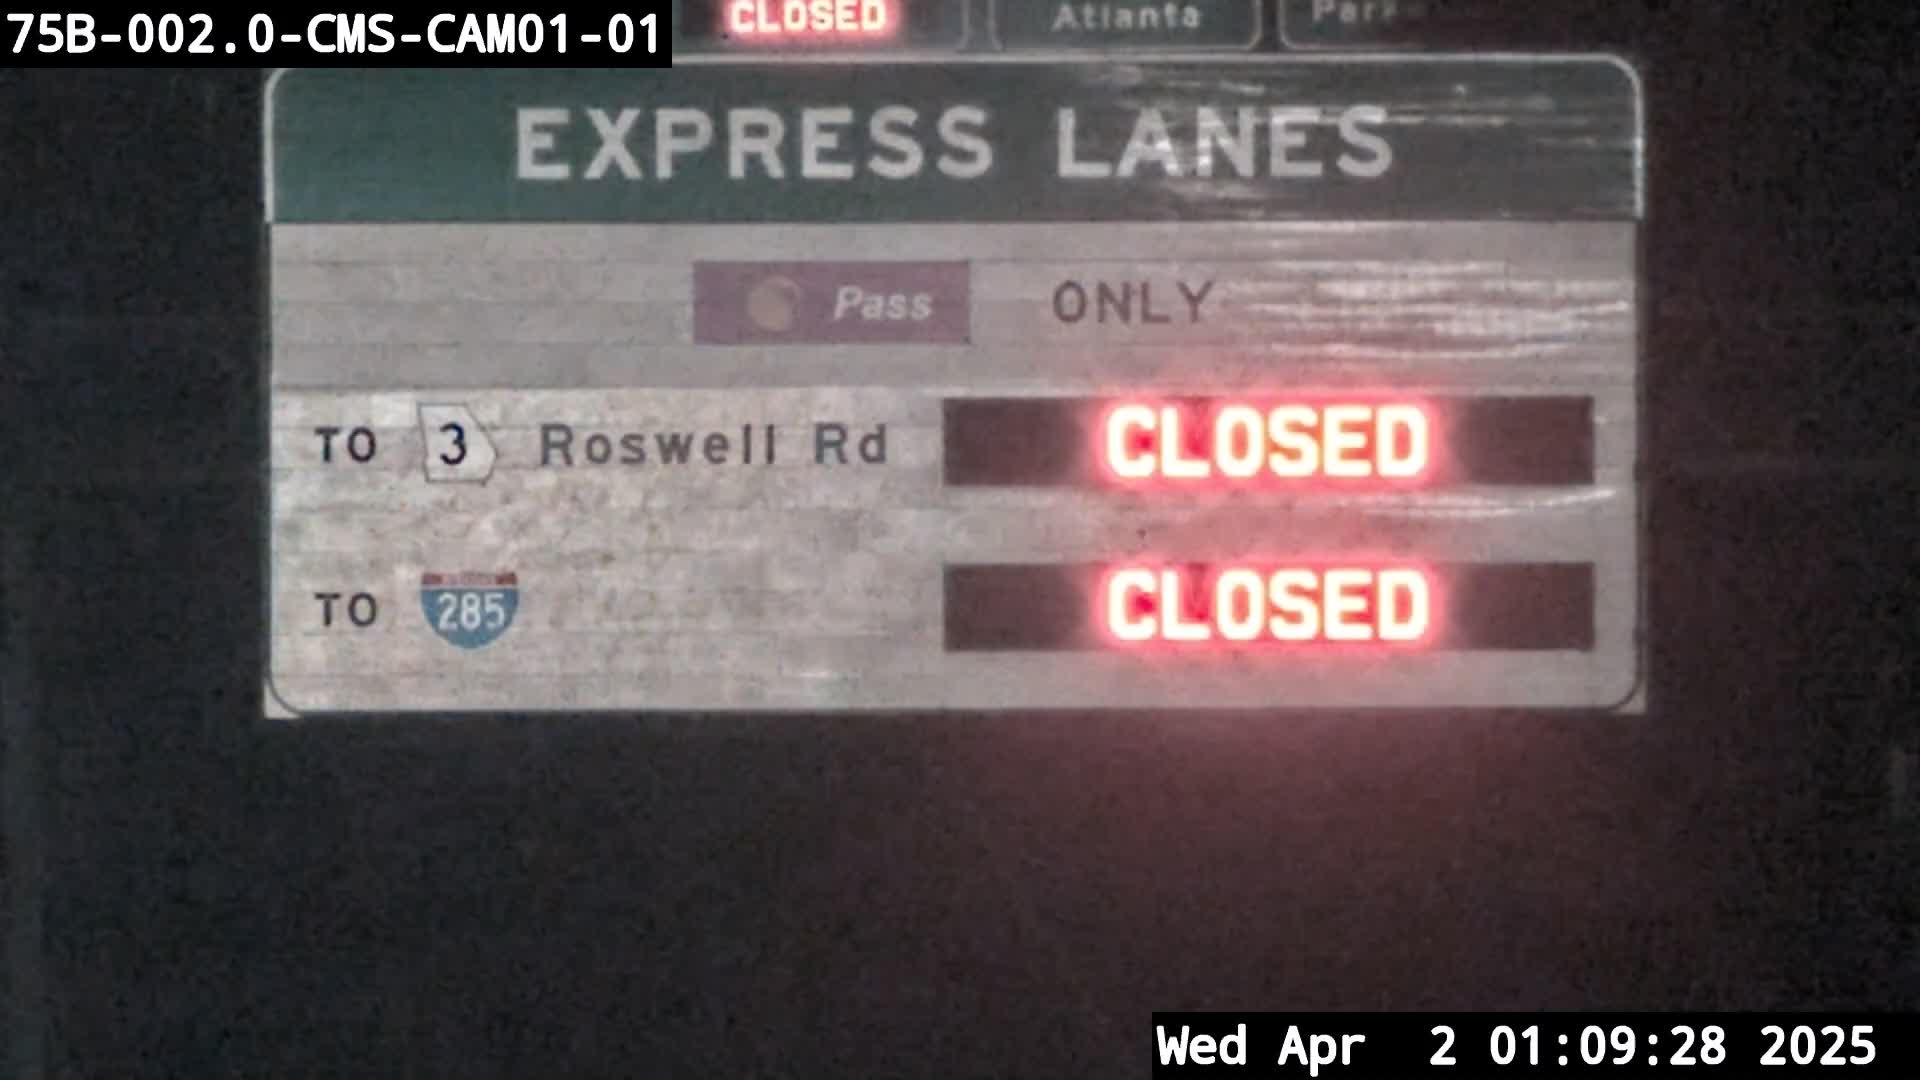 75B-002.0-CMS-CAM01-01
CLOSED
Atlanta
EXPRESS LANES
Pass ONLY
TO 3 Roswell Rd CLOSED
TO 285 CLOSED
Wed Apr 2 01:09:28 2025